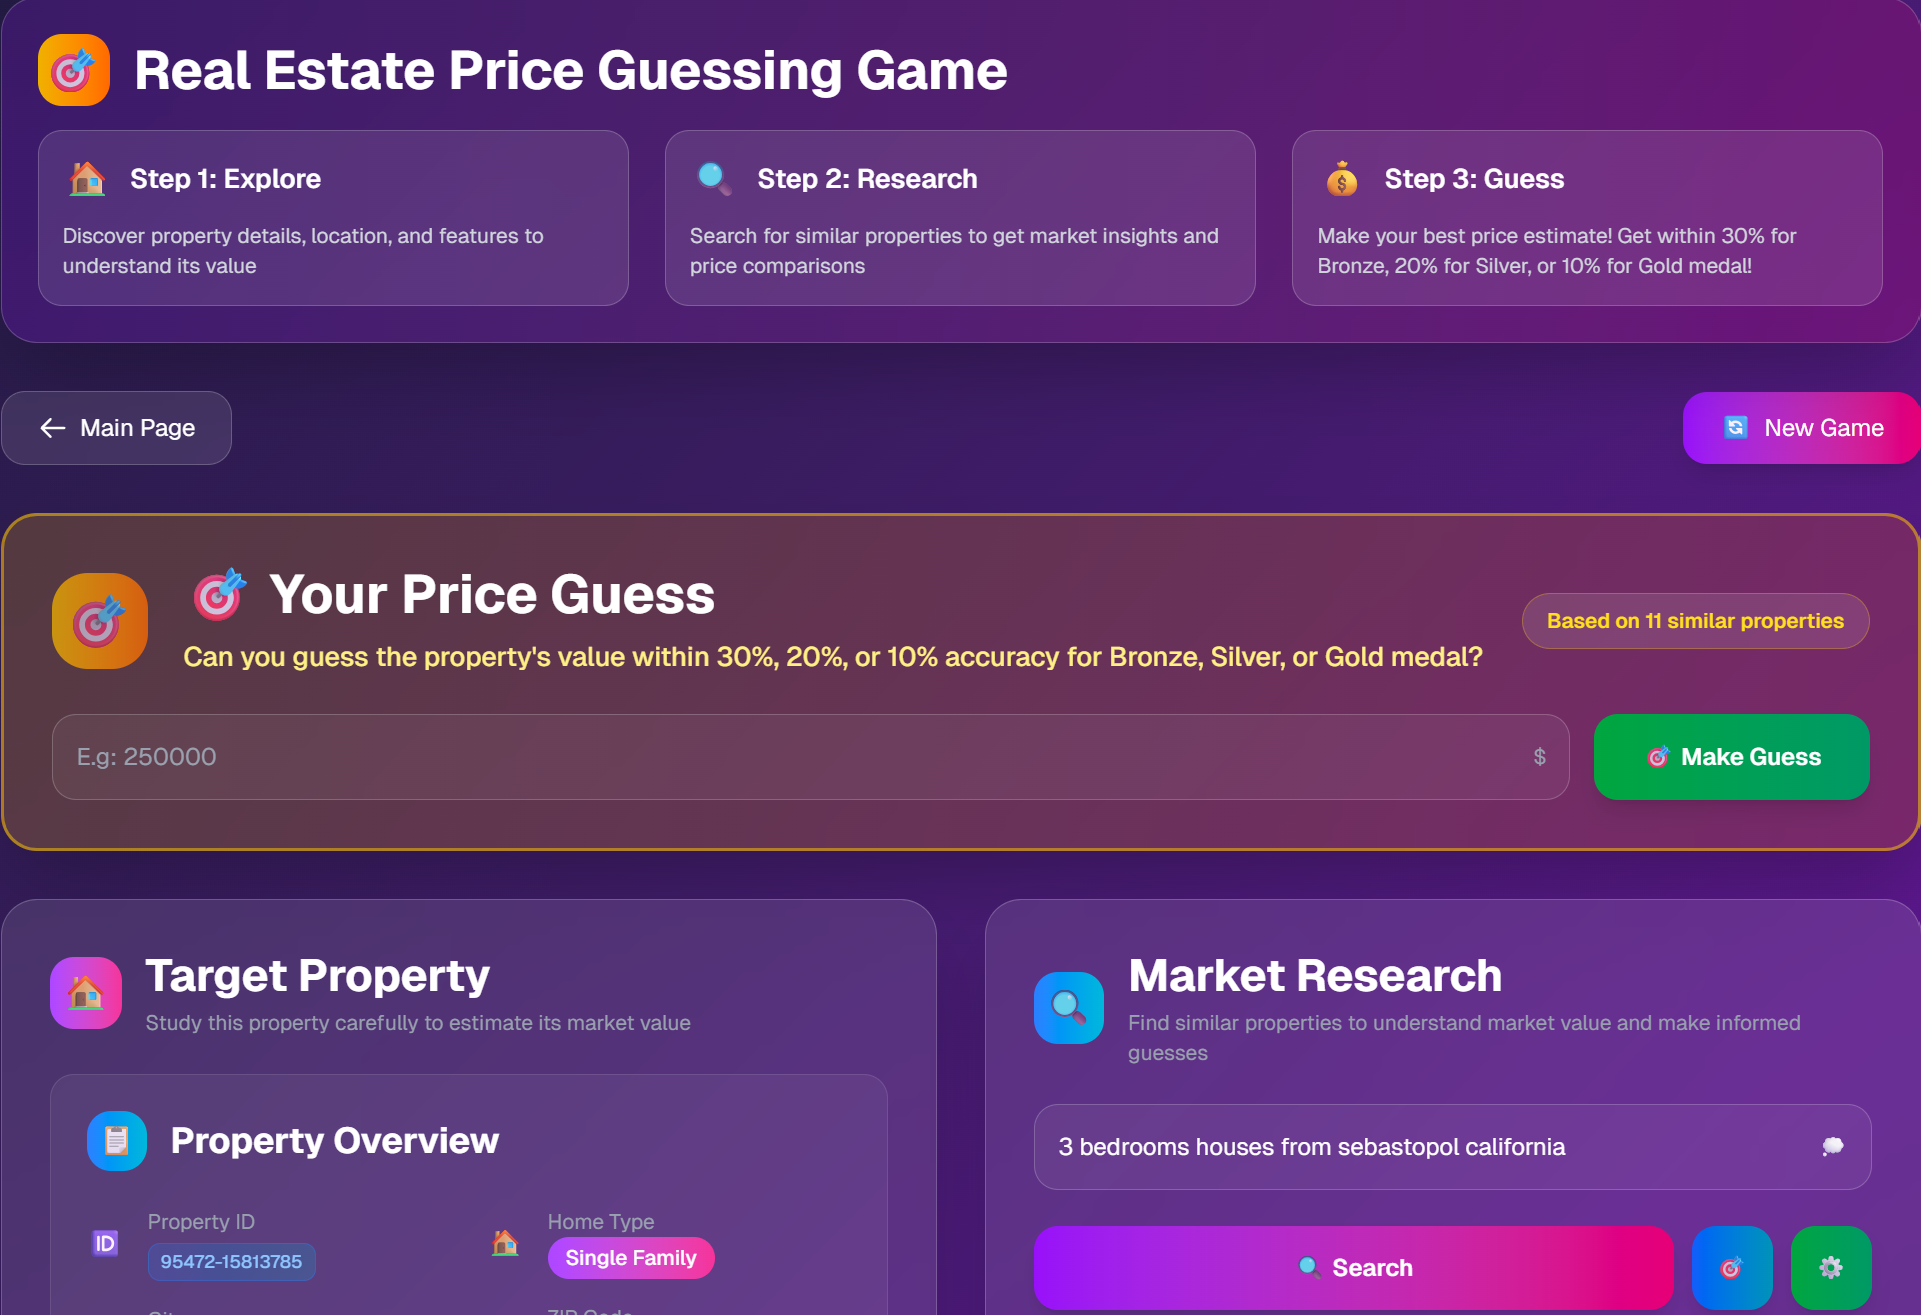 Real Estate Price Guessing Game
Step 1: Explore
Discover property details, location, and features to
understand its value
Step 2: Research
Search for similar properties to get market insights and
price comparisons
Step 3: Guess
Make your best price estimate! Get within 30% for
Bronze, 20% for Silver, or 10% for Gold medal!
Main Page
New Game
Your Price Guess
Can you guess the property's value within 30%, 20%, or 10% accuracy for Bronze, Silver, or Gold medal?
Based on 11 similar properties
E.g: 250000
$
Make Guess
Target Property
Study this property carefully to estimate its market value
Property Overview
ID
Property ID
95472-15813785
Home Type
Single Family
Market Research
Find similar properties to understand market value and make informed
guesses
3 bedrooms houses from sebastopol california
Search